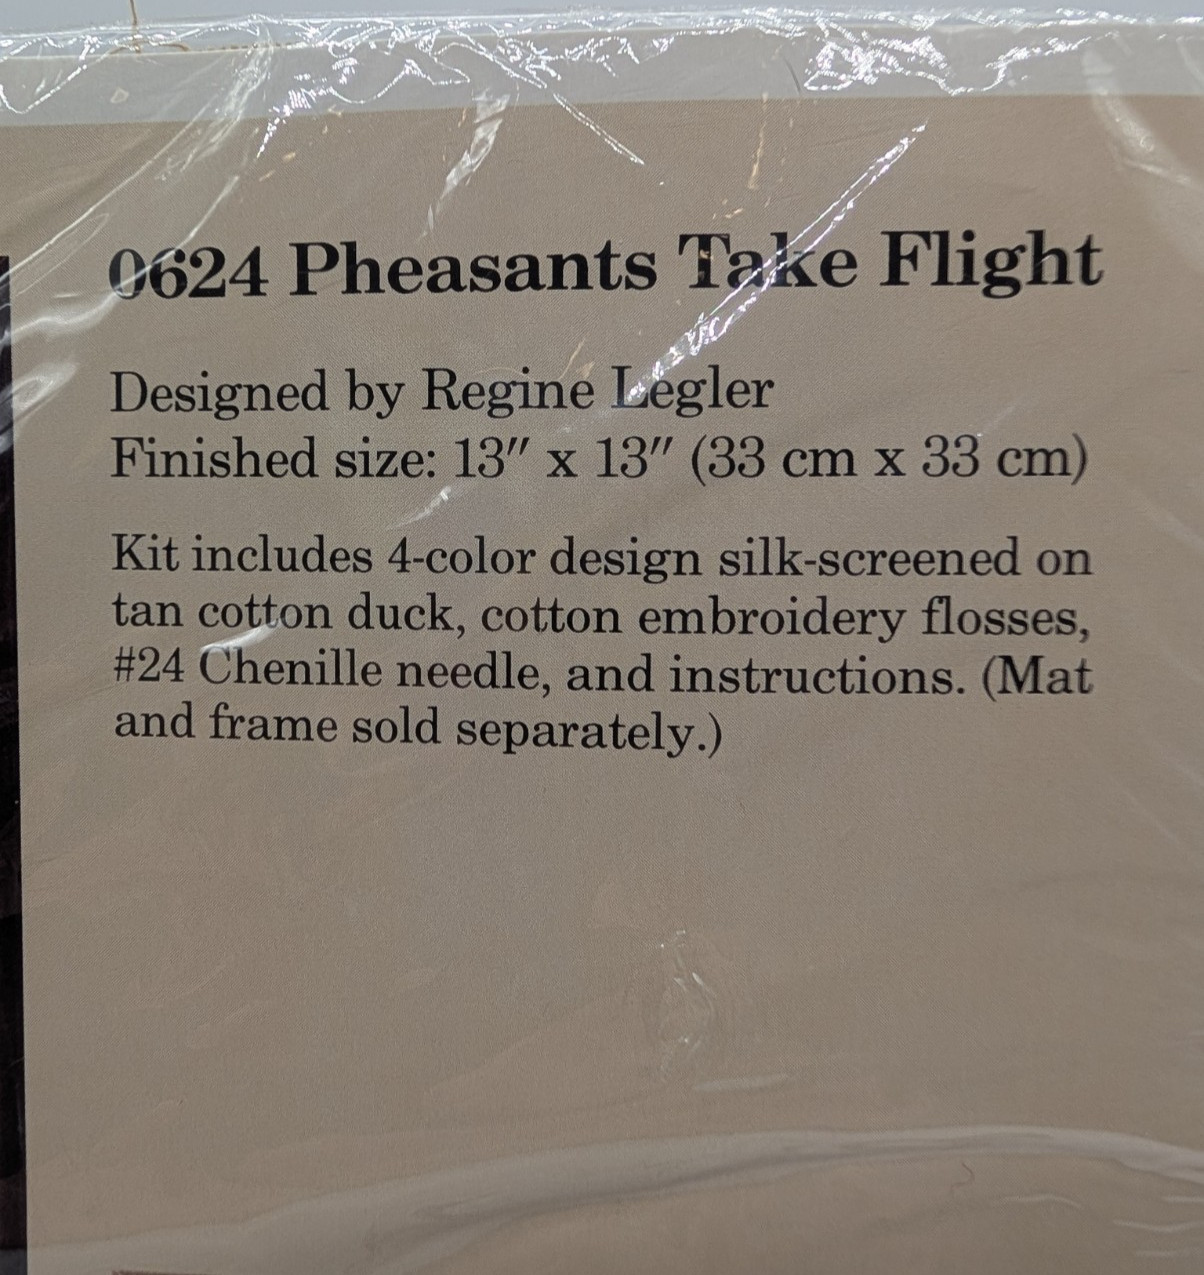 0624 Pheasants Take Flight
Designed by Regine Legler
Finished size: 13″ x 13″ (33 cm x 33 cm)
Kit includes 4-color design silk-screened on
tan cotton duck, cotton embroidery flosses,
#24 Chenille needle, and instructions. (Mat
and frame sold separately.)